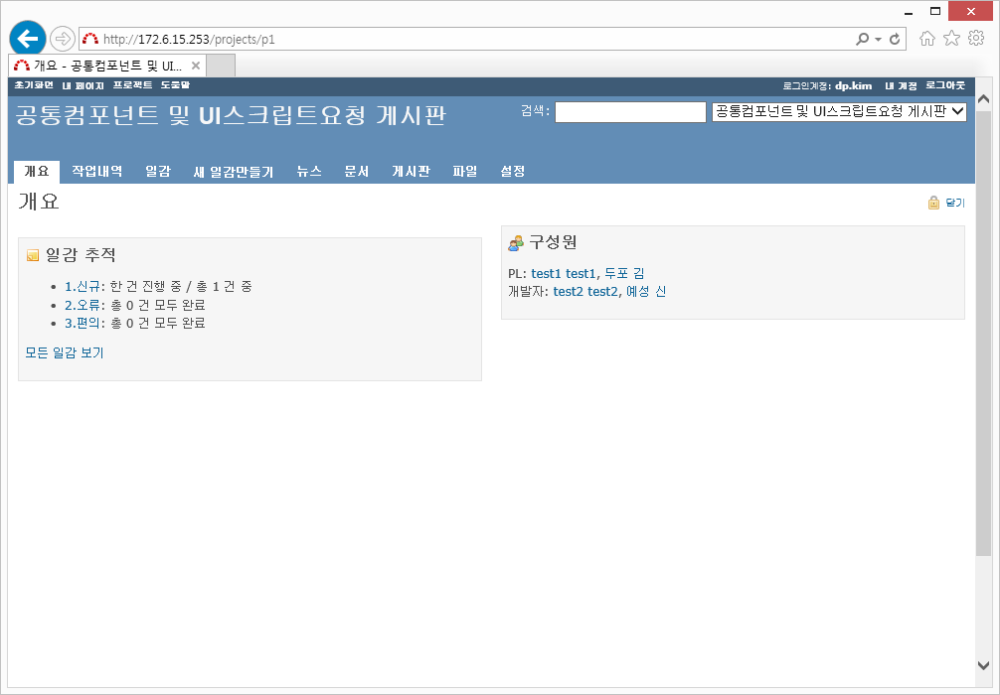 http://172.6.15.253/projects/p1
개요 - 공통컴포넌트 및 UI...
초기화면 내 페이지 프로젝트 도움말
로그인계정: dp.kim 내 계정 로그아웃
공통컴포넌트 및 UI스크립트요청 게시판
검색: 공통컴포넌트 및 UI스크립트요청 게시판
개요 작업내역 일감 새 일감만들기 뉴스 문서 게시판 파일 설정
개요
닫기
일감 추적
1.신규: 한 건 진행 중 / 총 1 건 중
2.오류: 총 0 건 모두 완료
3.편의: 총 0 건 모두 완료
모든 일감 보기
구성원
PL: test1 test1, 두포 김
개발자: test2 test2, 예성 신